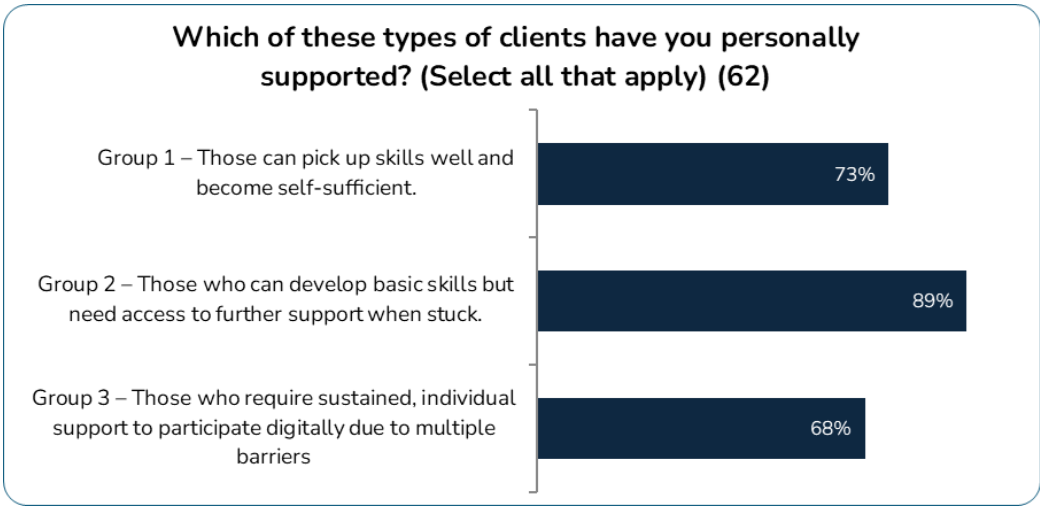 Which of these types of clients have you personally
supported? (Select all that apply) (62)
Group 1 – Those can pick up skills well and
become self-sufficient.
73%
Group 2 – Those who can develop basic skills but
need access to further support when stuck.
89%
Group 3 – Those who require sustained, individual
support to participate digitally due to multiple
barriers
68%